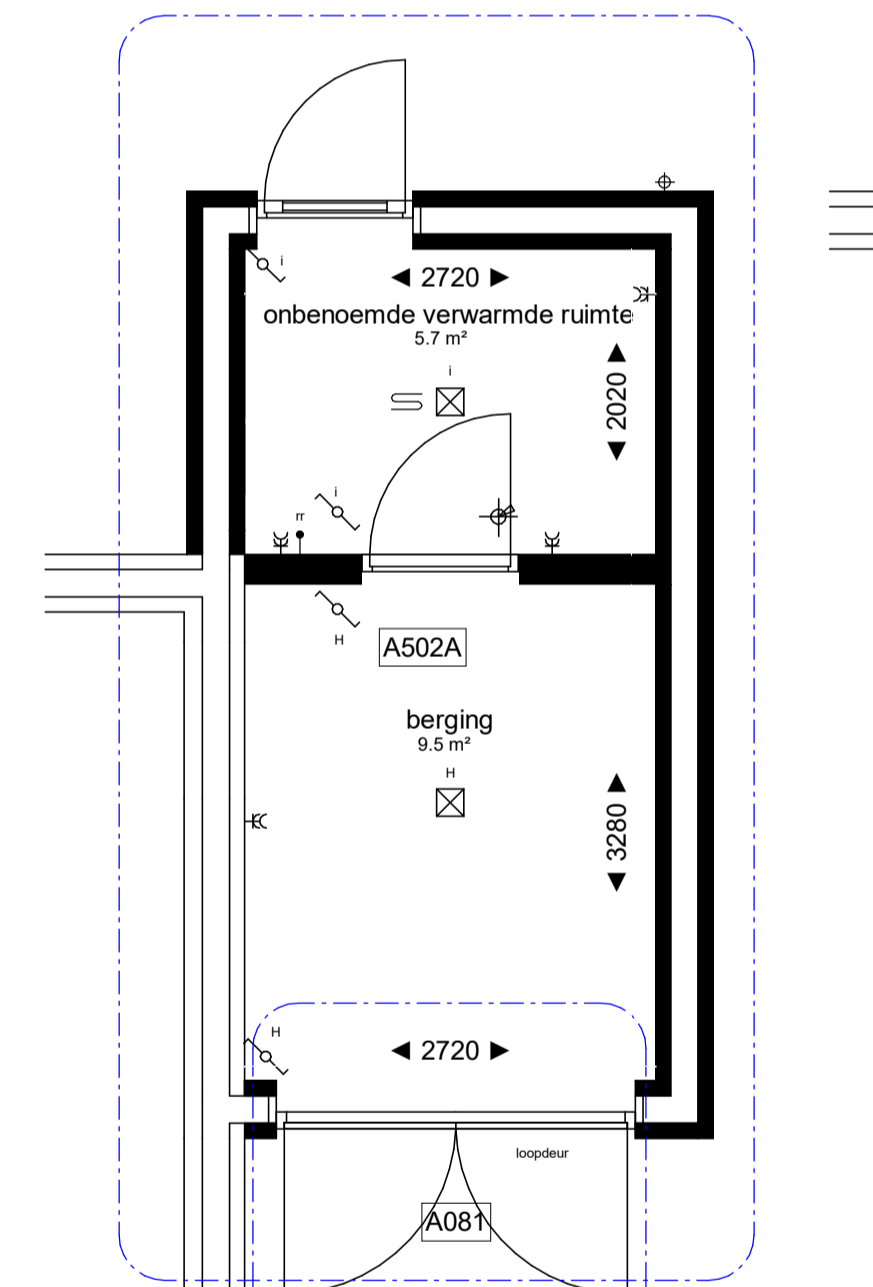 i
◀ 2720 ▶
onbenoemde verwarmde ruimte
5.7 m²
◀ 2020 ▶
i
i
rr
H
A502A
berging
9.5 m²
H
◀ 3280 ▶
H
◀ 2720 ▶
loopdeur
A081